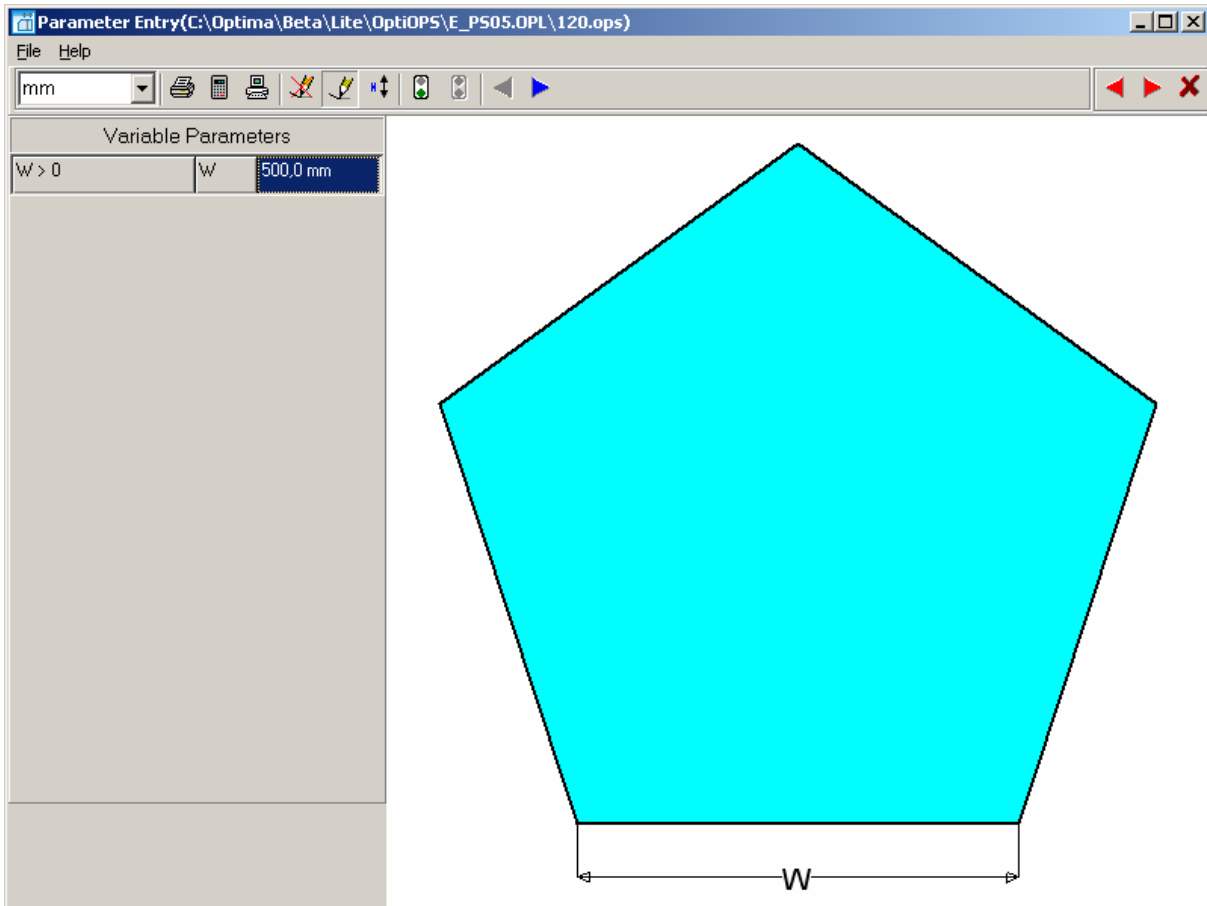 Parameter Entry(C:\Optima\Beta\Lite\OptiOPS\E_PS05.OPL\120.ops)
File Help
mm H
Variable Parameters
W > 0 W 500,0 mm
W